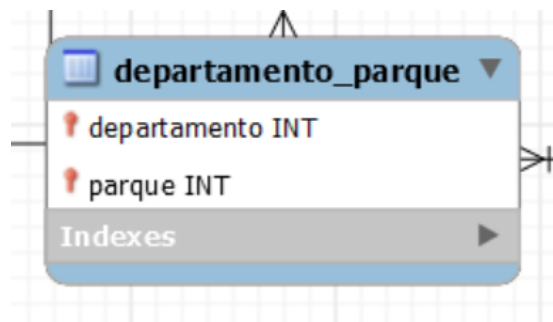 departamento_parque
departamento INT
parque INT
Indexes